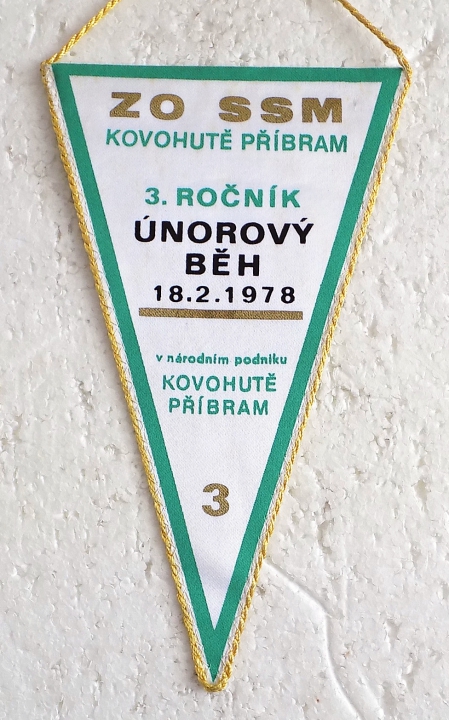 ZO SSM
KOVOHUTĚ PŘÍBRAM
3. ROČNÍK
ÚNOROVÝ
BĚH
18.2.1978
v národním podniku
KOVOHUTĚ
PŘÍBRAM
3